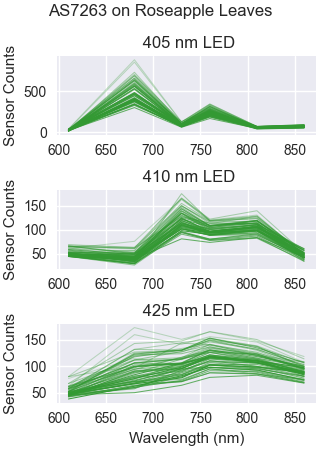 AS7263 on Roseapple Leaves
405 nm LED
Sensor Counts
500
0
600 650 700 750 800 850
410 nm LED
Sensor Counts
150
100
50
600 650 700 750 800 850
425 nm LED
Sensor Counts
150
100
50
600 650 700 750 800 850
Wavelength (nm)